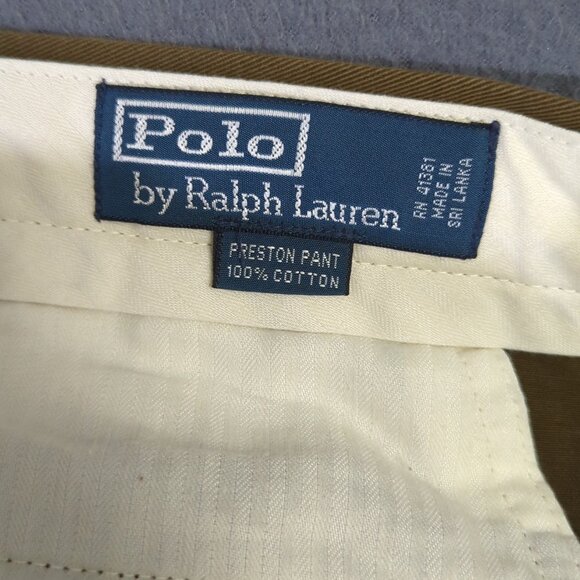 Polo
by Ralph Lauren
RN 41381
MADE IN
SRI LANKA
PRESTON PANT
100% COTTON